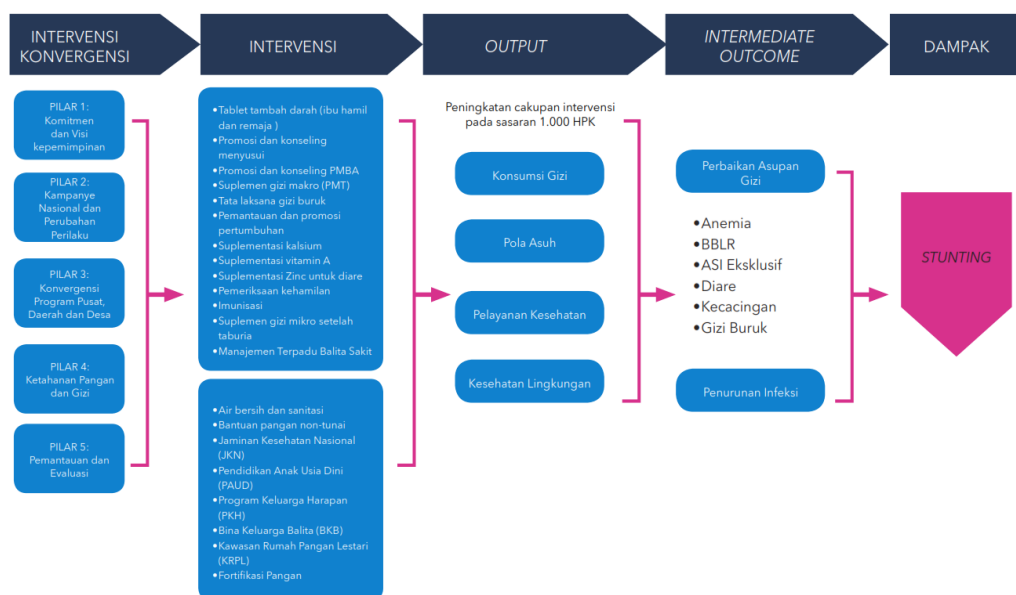 INTERVENSI
KONVERGENSI
INTERVENSI
OUTPUT
INTERMEDIATE
OUTCOME
DAMPAK
PILAR 1:
Komitmen
dan Visi
kepemimpinan
PILAR 2:
Kampanye
Nasional dan
Perubahan
Perilaku
PILAR 3:
Konvergensi
Program Pusat,
Daerah dan Desa
PILAR 4:
Ketahanan Pangan
dan Gizi
PILAR 5:
Pemantauan dan
Evaluasi
•Tablet tambah darah (ibu hamil
dan remaja )
•Promosi dan konseling
menyusui
•Promosi dan konseling PMBA
•Suplemen gizi makro (PMT)
•Tata laksana gizi buruk
•Pemantauan dan promosi
pertumbuhan
•Suplementasi kalsium
•Suplementasi vitamin A
•Suplementasi Zinc untuk diare
•Pemeriksaan kehamilan
•Imunisasi
•Suplemen gizi mikro setelah
taburia
•Manajemen Terpadu Balita Sakit
•Air bersih dan sanitasi
•Bantuan pangan non-tunai
•Jaminan Kesehatan Nasional
(JKN)
•Pendidikan Anak Usia Dini
(PAUD)
•Program Keluarga Harapan
(PKH)
•Bina Keluarga Balita (BKB)
•Kawasan Rumah Pangan Lestari
(KRPL)
•Fortifikasi Pangan
Peningkatan cakupan intervensi
pada sasaran 1.000 HPK
Konsumsi Gizi
Pola Asuh
Pelayanan Kesehatan
Kesehatan Lingkungan
Perbaikan Asupan
Gizi
•Anemia
•BBLR
•ASI Eksklusif
•Diare
•Kecacingan
•Gizi Buruk
Penurunan Infeksi
STUNTING